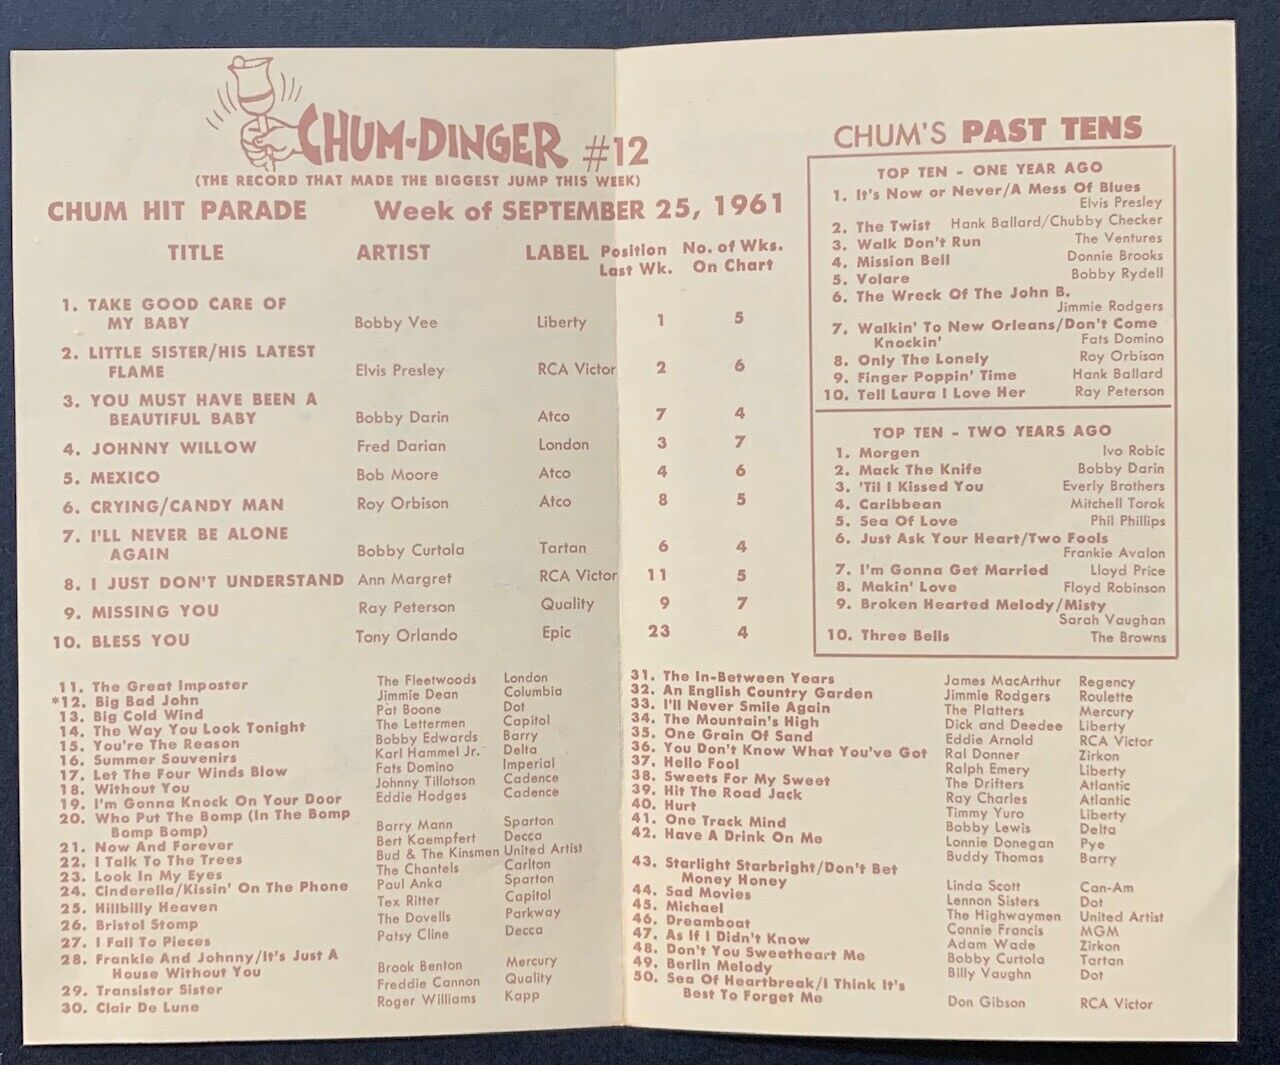 CHUM-DINGER #12
(THE RECORD THAT MADE THE BIGGEST JUMP THIS WEEK)
CHUM HIT PARADE Week of SEPTEMBER 25, 1961
TITLE ARTIST LABEL Position Last Wk. No. of Wks. On Chart
1. TAKE GOOD CARE OF
MY BABY Bobby Vee Liberty 1 5
2. LITTLE SISTER/HIS LATEST
FLAME Elvis Presley RCA Victor 2 6
3. YOU MUST HAVE BEEN A
BEAUTIFUL BABY Bobby Darin Atco 7 4
4. JOHNNY WILLOW Fred Darian London 3 7
5. MEXICO Bob Moore Atco 4 6
6. CRYING/CANDY MAN Roy Orbison Atco 8 5
7. I'LL NEVER BE ALONE
AGAIN Bobby Curtola Tartan 6 4
8. I JUST DON'T UNDERSTAND Ann Margret RCA Victor 11 5
9. MISSING YOU Ray Peterson Quality 9 7
10. BLESS YOU Tony Orlando Epic 23 4
11. The Great Imposter The Fleetwoods London
*12. Big Bad John Jimmie Dean Columbia
13. Big Cold Wind Pat Boone Dot
14. The Way You Look Tonight The Lettermen Capitol
15. You're The Reason Bobby Edwards Barry
16. Summer Souvenirs Karl Hammel Jr. Delta
17. Let The Four Winds Blow Fats Domino Imperial
18. Without You Johnny Tillotson Cadence
19. I'm Gonna Knock On Your Door Eddie Hodges Cadence
20. Who Put The Bomp (In The Bomp
Bomp Bomp) Barry Mann Sparton
21. Now And Forever Bert Kaempfert Decca
22. I Talk To The Trees Bud & The Kinsmen United Artist
23. Look In My Eyes The Chantels Carlton
24. Cinderella/Kissin' On The Phone Paul Anka Sparton
25. Hillbilly Heaven Tex Ritter Capitol
26. Bristol Stomp The Dovells Parkway
27. I Fall To Pieces Patsy Cline Decca
28. Frankie And Johnny/It's Just A
House Without You Brook Benton Mercury
29. Transistor Sister Freddie Cannon Quality
30. Clair De Lune Roger Williams Kapp
CHUM'S PAST TENS
TOP TEN - ONE YEAR AGO
1. It's Now or Never/A Mess Of Blues
Elvis Presley
2. The Twist Hank Ballard/Chubby Checker
3. Walk Don't Run The Ventures
4. Mission Bell Donnie Brooks
5. Volare Bobby Rydell
6. The Wreck Of The John B.
Jimmie Rodgers
7. Walkin' To New Orleans/Don't Come
Knockin' Fats Domino
8. Only The Lonely Roy Orbison
9. Finger Poppin' Time Hank Ballard
10. Tell Laura I Love Her Ray Peterson
TOP TEN - TWO YEARS AGO
1. Morgen Ivo Robic
2. Mack The Knife Bobby Darin
3. 'Til I Kissed You Everly Brothers
4. Caribbean Mitchell Torok
5. Sea Of Love Phil Phillips
6. Just Ask Your Heart/Two Fools
Frankie Avalon
7. I'm Gonna Get Married Lloyd Price
8. Makin' Love Floyd Robinson
9. Broken Hearted Melody/Misty
Sarah Vaughan
10. Three Bells The Browns
31. The In-Between Years James MacArthur Regency
32. An English Country Garden Jimmie Rodgers Roulette
33. I'll Never Smile Again The Platters Mercury
34. The Mountain's High Dick and Deedee Liberty
35. One Grain Of Sand Eddie Arnold RCA Victor
36. You Don't Know What You've Got Ral Donner Zirkon
37. Hello Fool Ralph Emery Liberty
38. Sweets For My Sweet The Drifters Atlantic
39. Hit The Road Jack Ray Charles Atlantic
40. Hurt Timmy Yuro Liberty
41. One Track Mind Bobby Lewis Delta
42. Have A Drink On Me Lonnie Donegan Pye
Buddy Thomas Barry
43. Starlight Starbright/Don't Bet
Money Honey Linda Scott Can-Am
44. Sad Movies Lennon Sisters Dot
45. Michael The Highwaymen United Artist
46. Dreamboat Connie Francis MGM
47. As If I Didn't Know Adam Wade Zirkon
48. Don't You Sweetheart Me Bobby Curtola Tartan
49. Berlin Melody Billy Vaughn Dot
50. Sea Of Heartbreak/I Think It's
Best To Forget Me Don Gibson RCA Victor